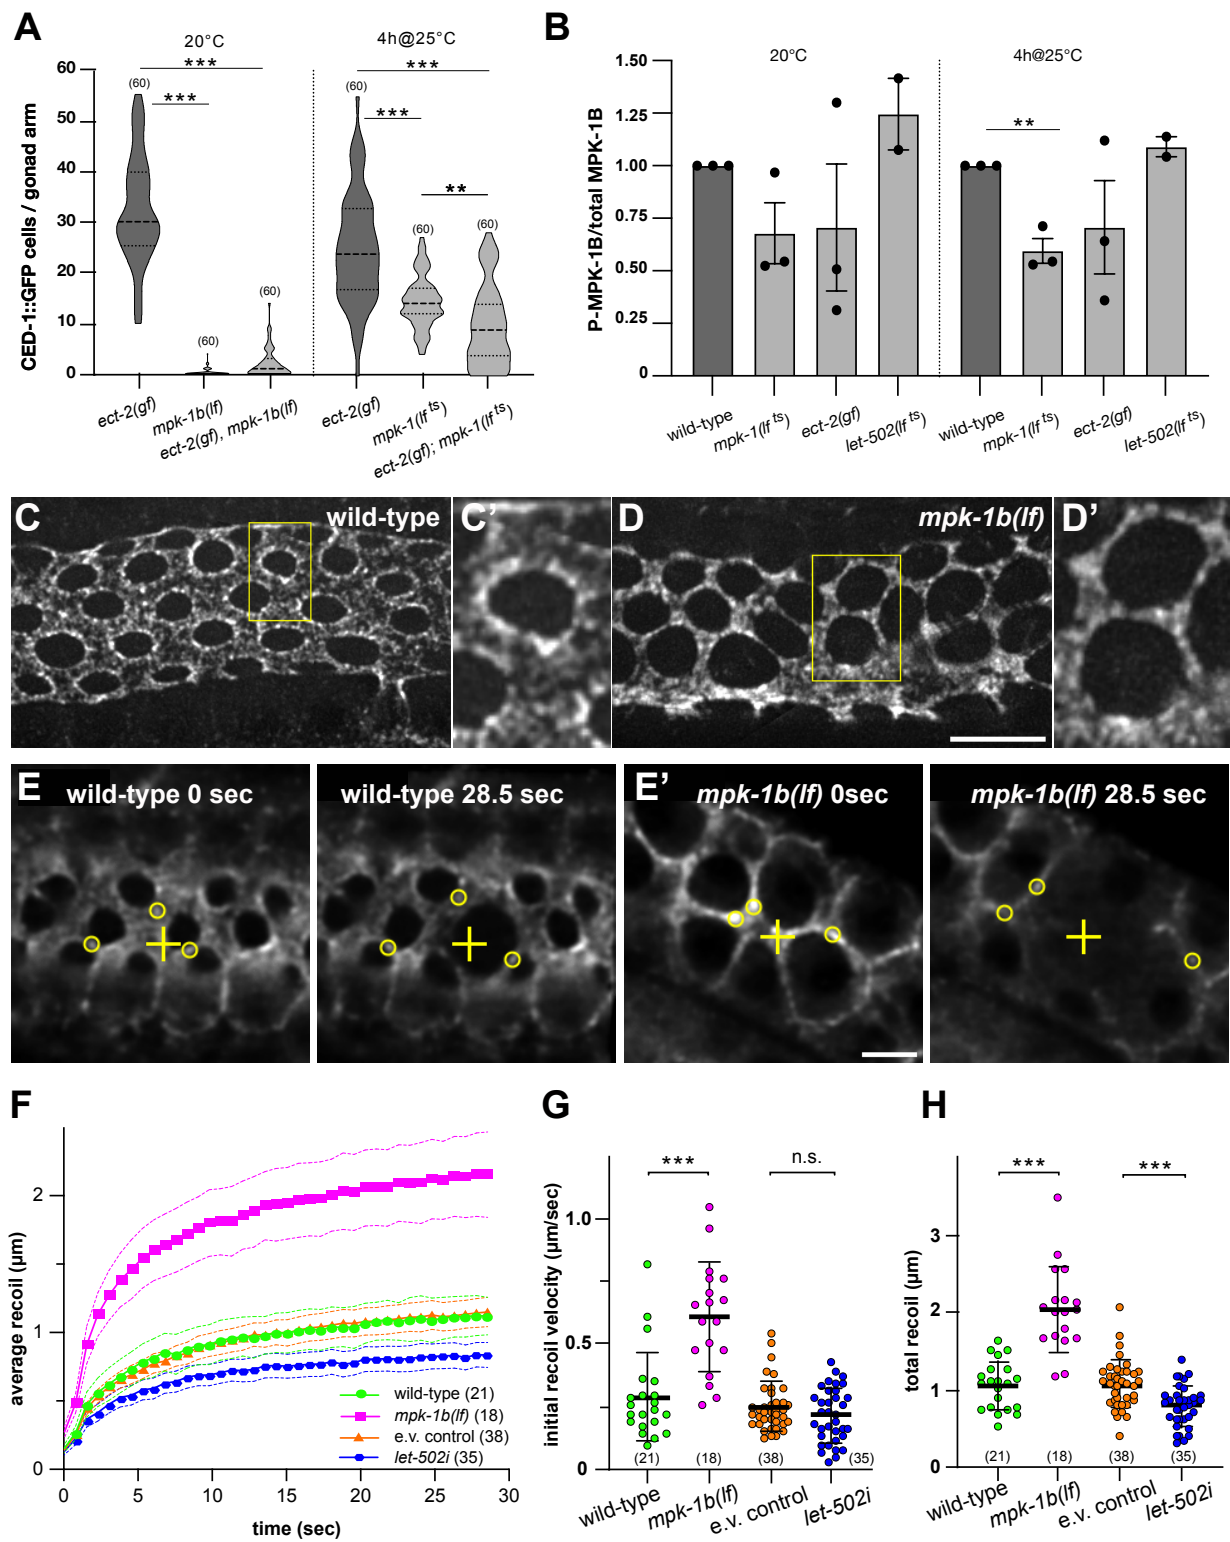 A
20°C
4h@25°C
CED-1::GFP cells / gonad arm
60
50
40
30
20
10
0
*** *** *** *** **
(60) (60) (60) (60) (60) (60)
ect-2(gf)
mpk-1b(lf)
ect-2(gf), mpk-1b(lf)
ect-2(gf)
mpk-1(lf ts)
ect-2(gf); mpk-1(lf ts)
B
20°C
4h@25°C
P-MPK-1B/total MPK-1B
1.50
1.25
1.00
0.75
0.50
0.25
0
**
wild-type
mpk-1(lf ts)
ect-2(gf)
let-502(lf ts)
wild-type
mpk-1(lf ts)
ect-2(gf)
let-502(lf ts)
C wild-type
C'
D mpk-1b(lf)
D'
E wild-type 0 sec
wild-type 28.5 sec
E' mpk-1b(lf) 0sec
mpk-1b(lf) 28.5 sec
F
average recoil (µm)
2
1
0
0 5 10 15 20 25 30
time (sec)
wild-type (21)
mpk-1b(lf) (18)
e.v. control (38)
let-502i (35)
G
initial recoil velocity (µm/sec)
1.0
0.5
0
*** n.s.
(21) (18) (38) (35)
wild-type
mpk-1b(lf)
e.v. control
let-502i
H
total recoil (µm)
3
2
1
0
*** ***
(21) (18) (38) (35)
wild-type
mpk-1b(lf)
e.v. control
let-502i